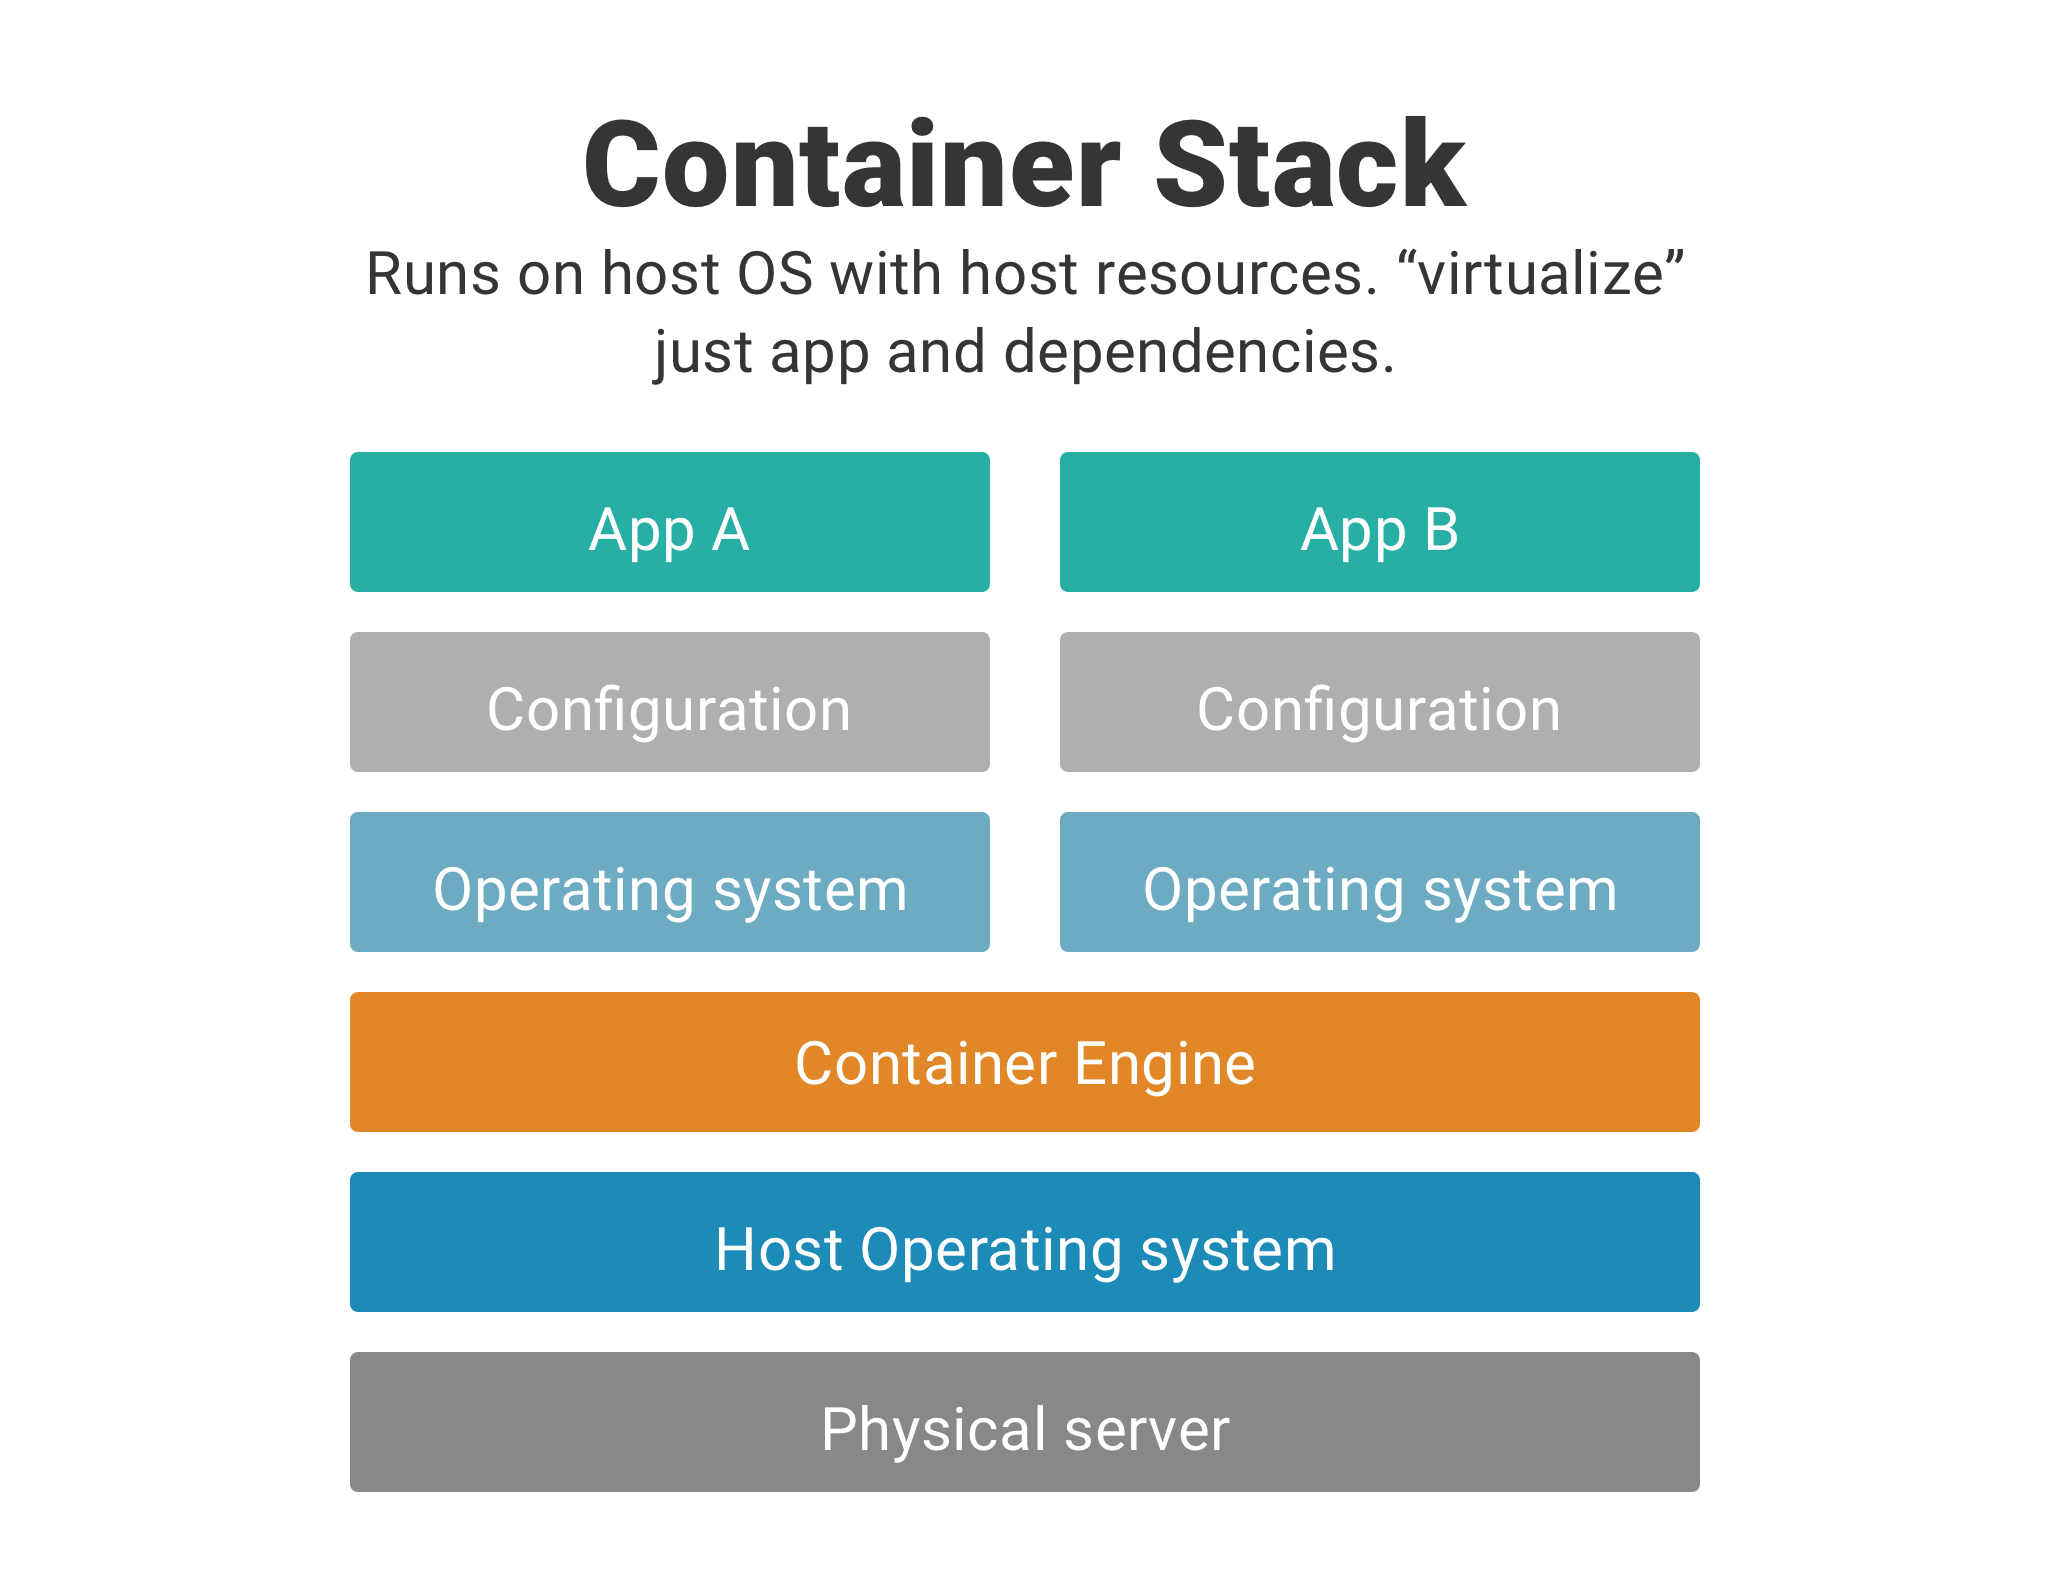 Container Stack
Runs on host OS with host resources. “virtualize”
just app and dependencies.
App A
App B
Configuration
Configuration
Operating system
Operating system
Container Engine
Host Operating system
Physical server